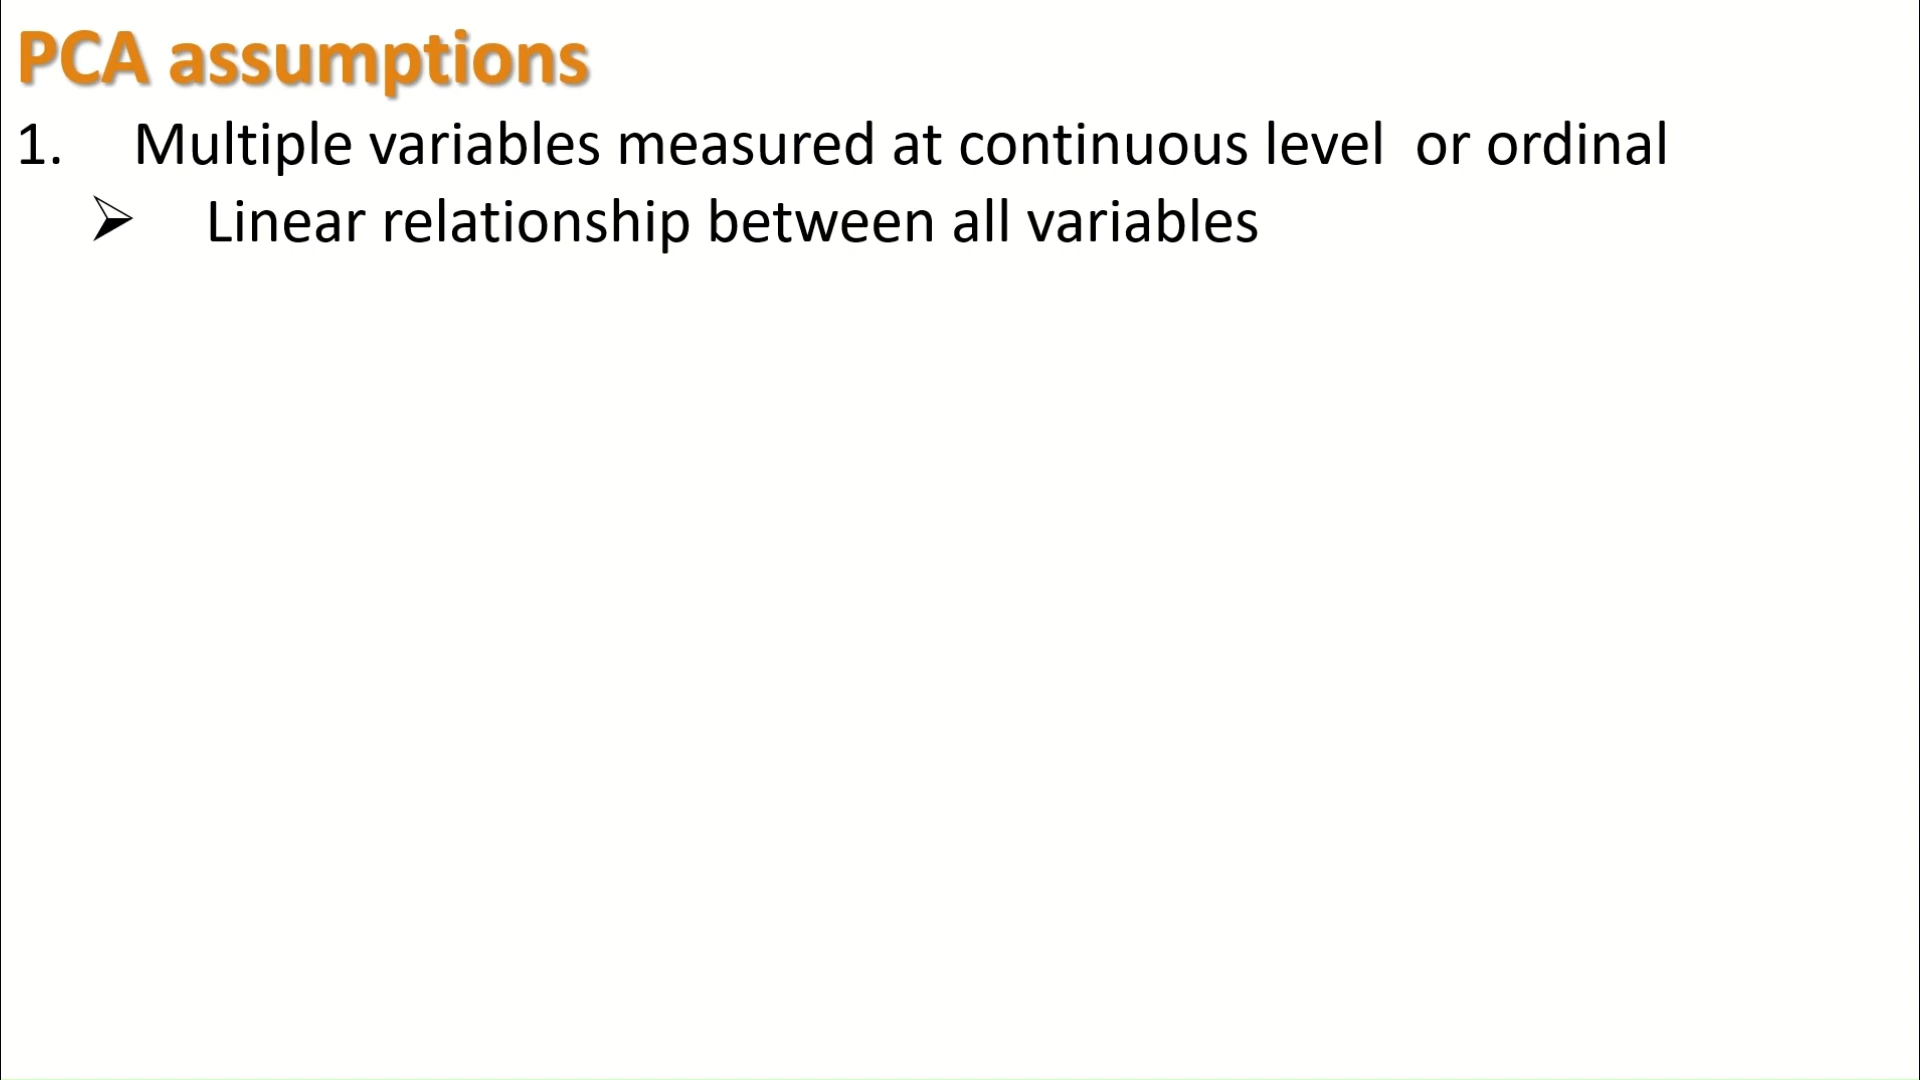 PCA assumptions
1. Multiple variables measured at continuous level or ordinal
➢ Linear relationship between all variables